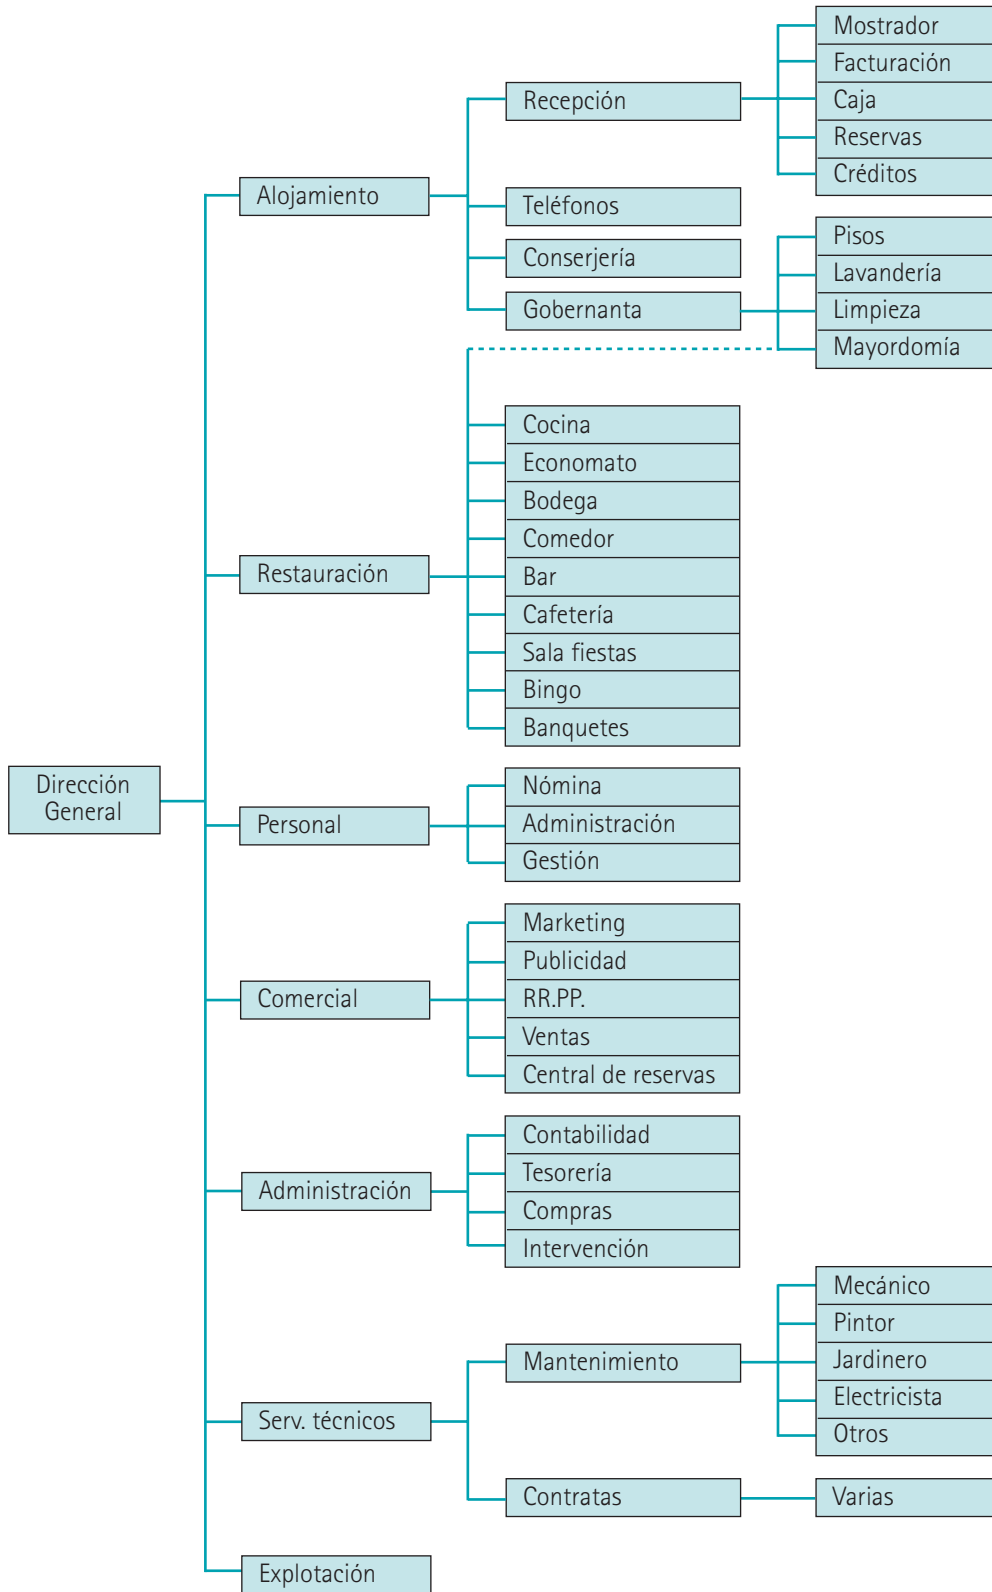 Mostrador
Facturación
Recepción
Caja
Reservas
Créditos
Alojamiento
Teléfonos
Conserjería
Gobernanta
Pisos
Lavandería
Limpieza
Mayordomía
Cocina
Economato
Bodega
Comedor
Restauración
Bar
Cafetería
Sala fiestas
Bingo
Banquetes
Dirección
General
Nómina
Personal
Administración
Gestión
Marketing
Publicidad
Comercial
RR.PP.
Ventas
Central de reservas
Contabilidad
Tesorería
Administración
Compras
Intervención
Mecánico
Pintor
Mantenimiento
Jardinero
Electricista
Otros
Serv. técnicos
Contratas
Varias
Explotación